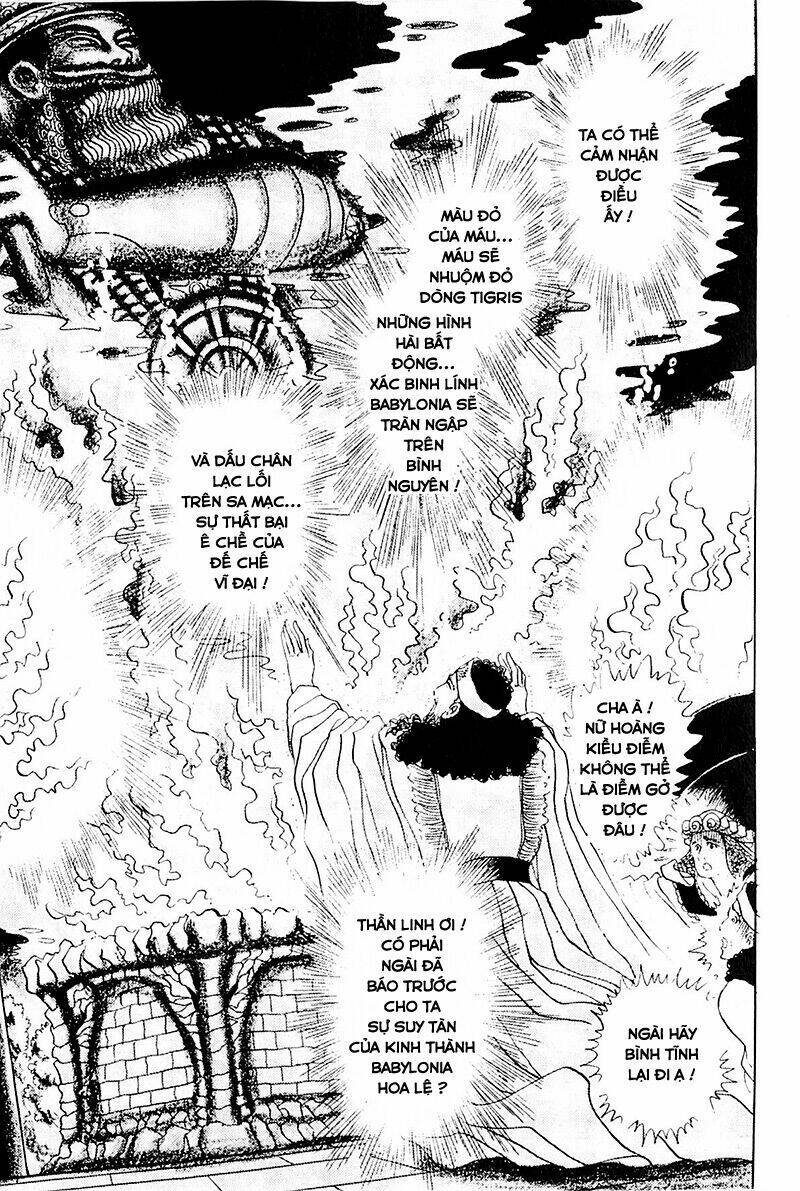 TA CÓ THỂ
CẢM NHẬN
ĐƯỢC
ĐIỀU
ẤY !
MÀU ĐỎ
CỦA MÁU...
MÁU SẼ
NHUỘM ĐỎ
DÒNG TIGRIS
NHỮNG HÌNH
HÀI BẤT
ĐỘNG...
XÁC BINH LÍNH
BABYLONIA SẼ
TRÀN NGẬP
TRÊN
BÌNH
NGUYÊN !
VÀ DẤU CHÂN
LẠC LỐI
TRÊN SA MẠC...
SỰ THẤT BẠI
Ê CHỀ CỦA
ĐẾ CHẾ
VĨ ĐẠI !
CHA À !
NỮ HOÀNG
KIỀU DIỄM
KHÔNG THỂ
LÀ ĐIỀM GỞ
ĐƯỢC
ĐÂU !
THẦN LINH ƠI !
CÓ PHẢI
NGÀI ĐÃ
BÁO TRƯỚC
CHO TA
SỰ SUY TÀN
CỦA KINH THÀNH
BABYLONIA
HOA LỆ ?
NGÀI HÃY
BÌNH TĨNH
LẠI ĐI Ạ !